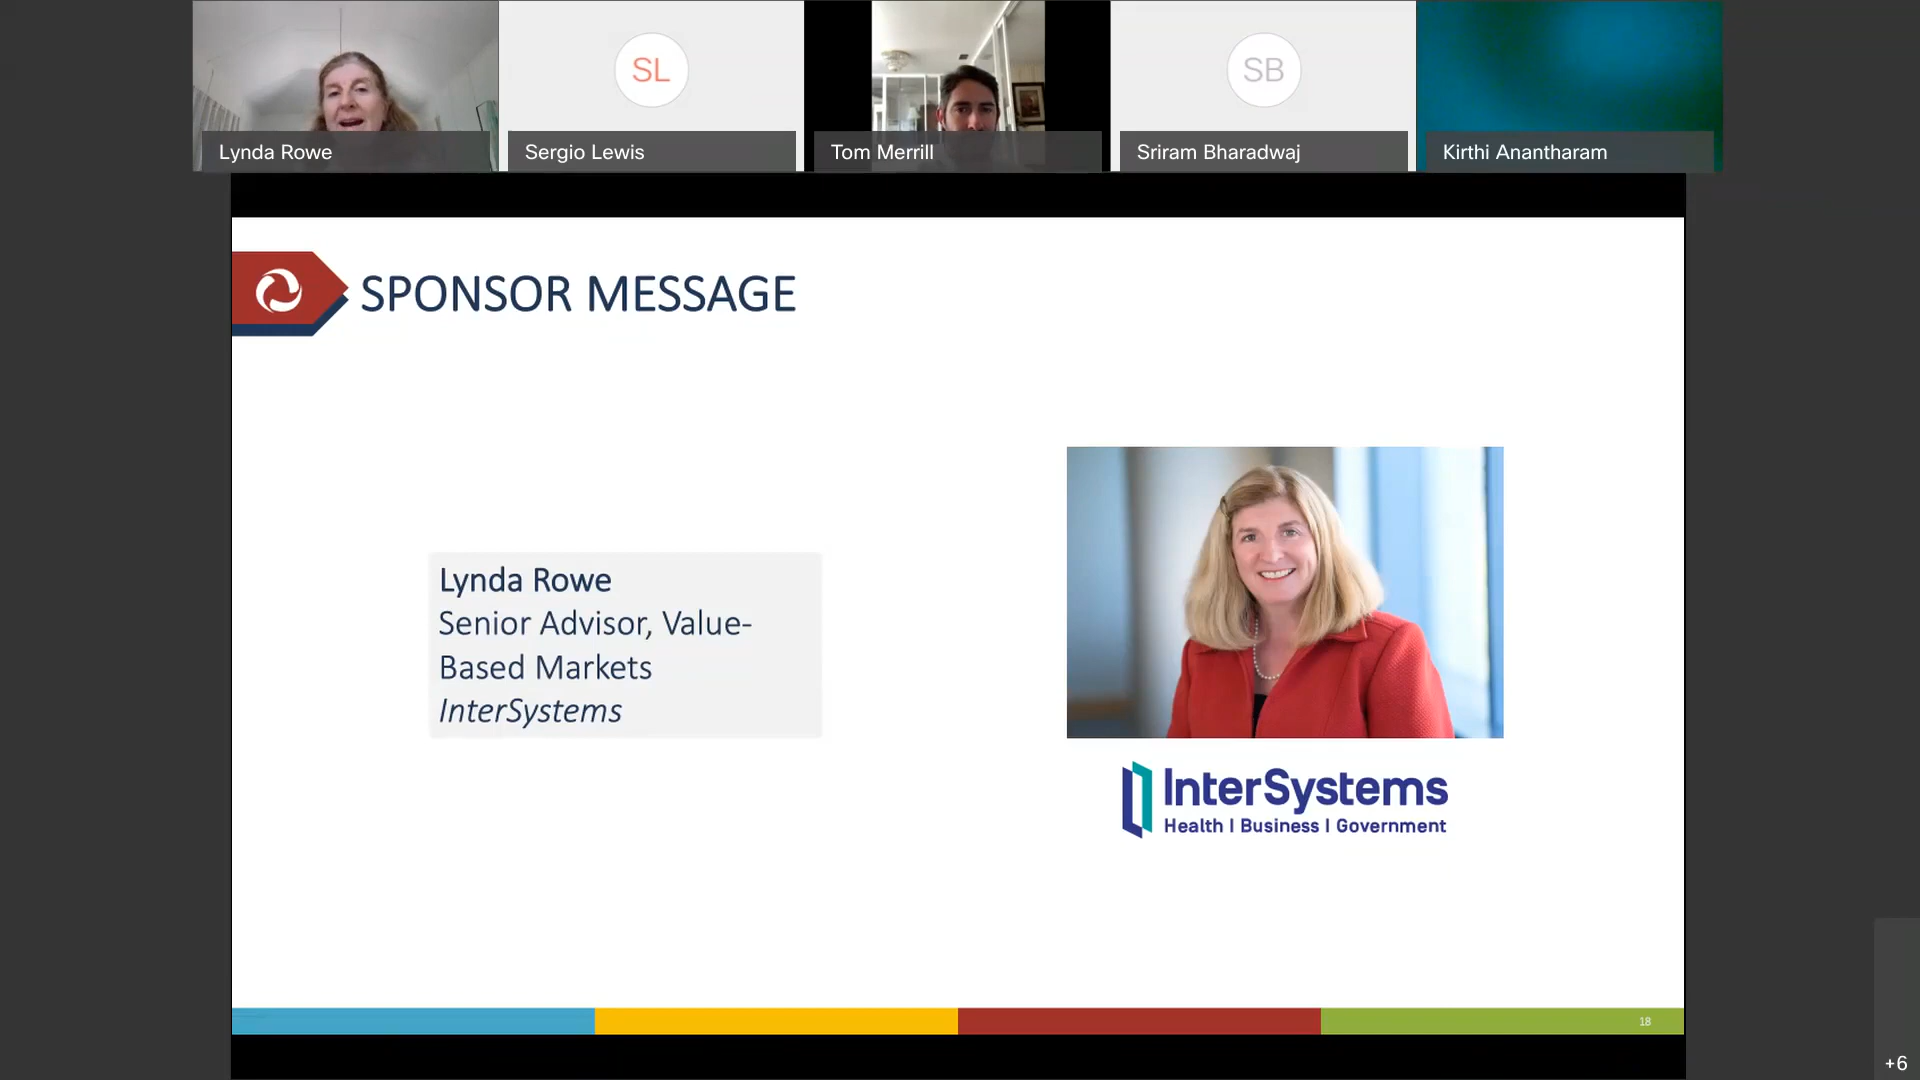 Lynda Rowe
SL
Sergio Lewis
Tom Merrill
SB
Sriram Bharadwaj
Kirthi Anantharam
SPONSOR MESSAGE
Lynda Rowe
Senior Advisor, Value-
Based Markets
InterSystems
InterSystems
Health | Business | Government
18
+6